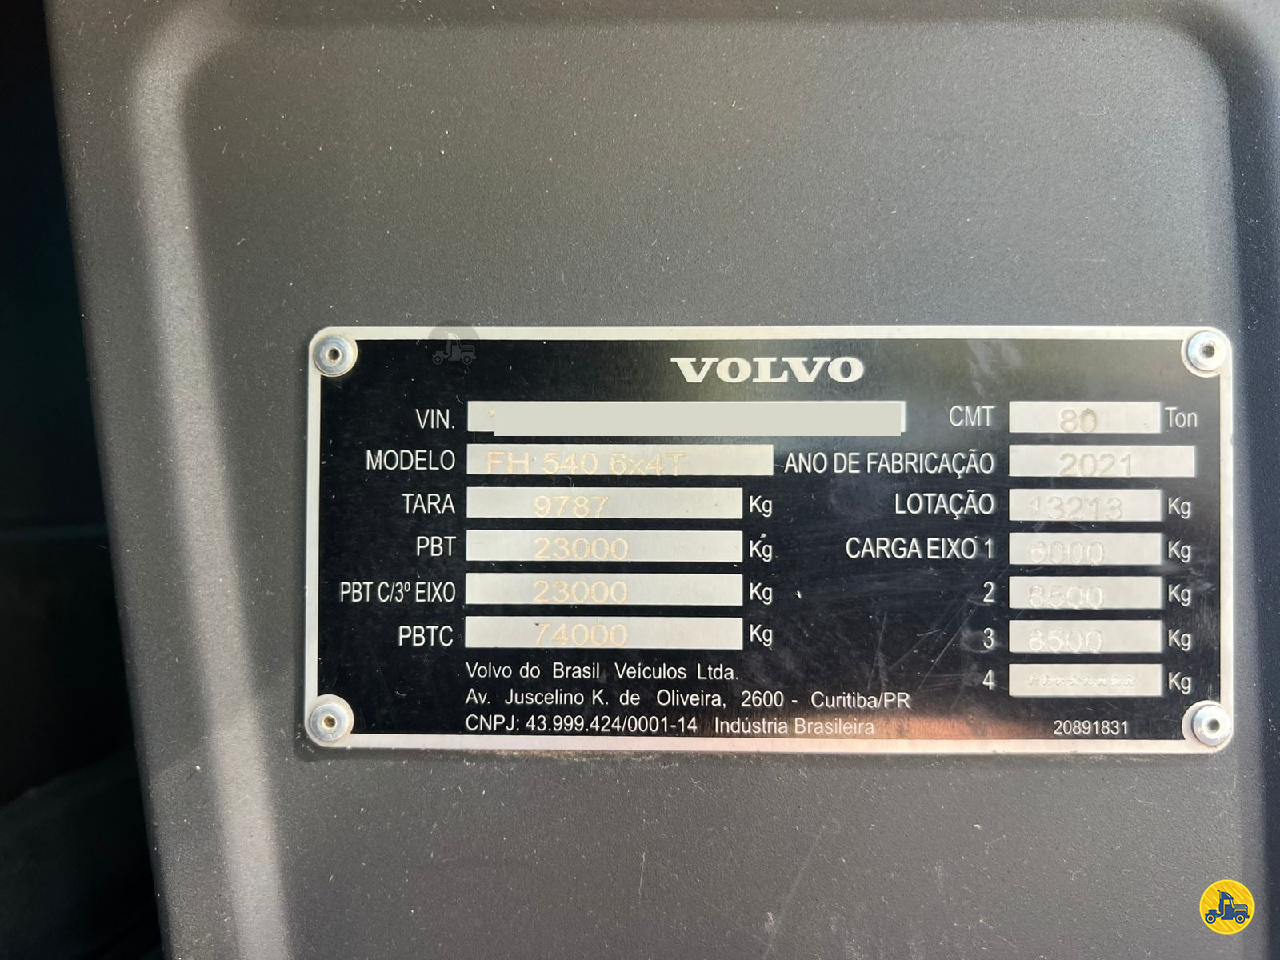 VOLVO
VIN. CMT 80 Ton
MODELO FH 540 6x4T ANO DE FABRICAÇÃO 2021
TARA 9787 Kg LOTAÇÃO 13213 Kg
PBT 23000 Kg CARGA EIXO 1 6000 Kg
PBT C/3º EIXO 23000 Kg 2 8500 Kg
PBTC 74000 Kg 3 8500 Kg
4 Kg
Volvo do Brasil Veículos Ltda.
Av. Juscelino K. de Oliveira, 2600 - Curitiba/PR
CNPJ: 43.999.424/0001-14 Indústria Brasileira 20891831